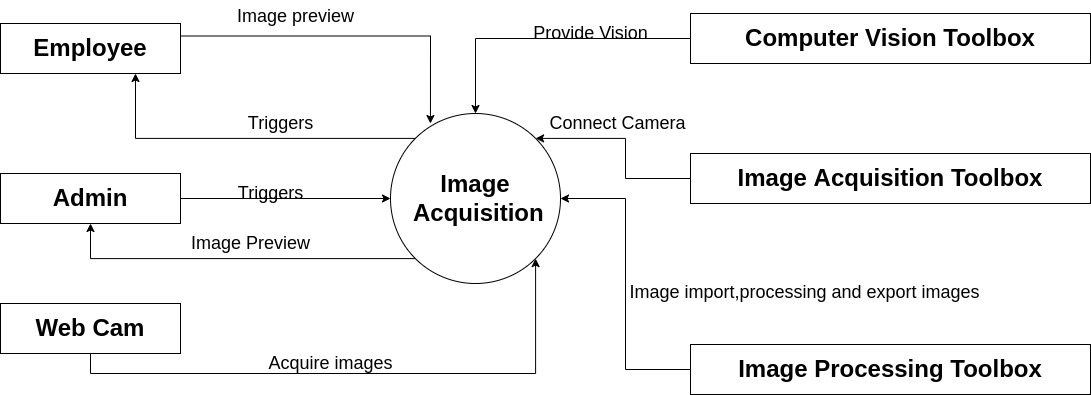 Image preview
Employee
Provide Vision
Computer Vision Toolbox
Triggers
Connect Camera
Admin
Triggers
Image
Acquisition
Image Acquisition Toolbox
Image Preview
Image import,processing and export images
Web Cam
Acquire images
Image Processing Toolbox